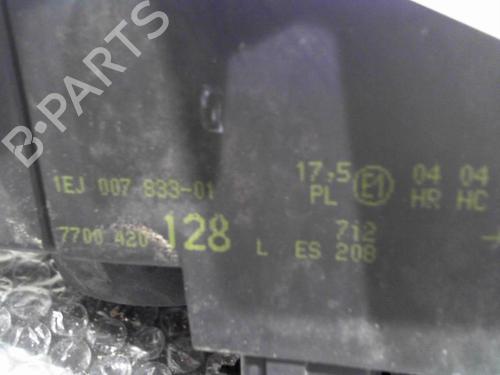 B-PARTS
1EJ 007 833-01
17.5 E1 04 04
PL HR HC
7700 420 128 L ES 208
712